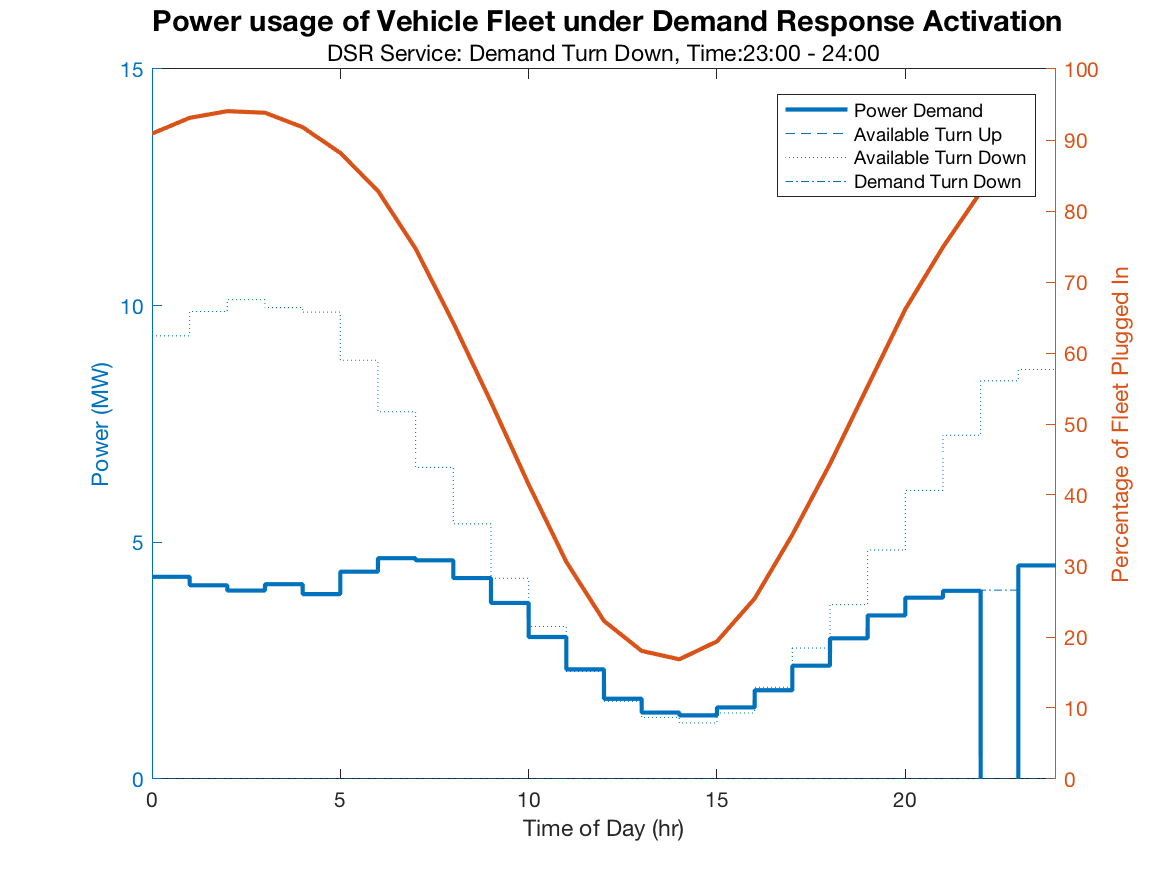 Power usage of Vehicle Fleet under Demand Response Activation
DSR Service: Demand Turn Down, Time:23:00 - 24:00
15
10
5
0
Power (MW)
100
90
80
70
60
50
40
30
20
10
0
Percentage of Fleet Plugged In
Power Demand
Available Turn Up
Available Turn Down
Demand Turn Down
0
5
10
15
20
Time of Day (hr)